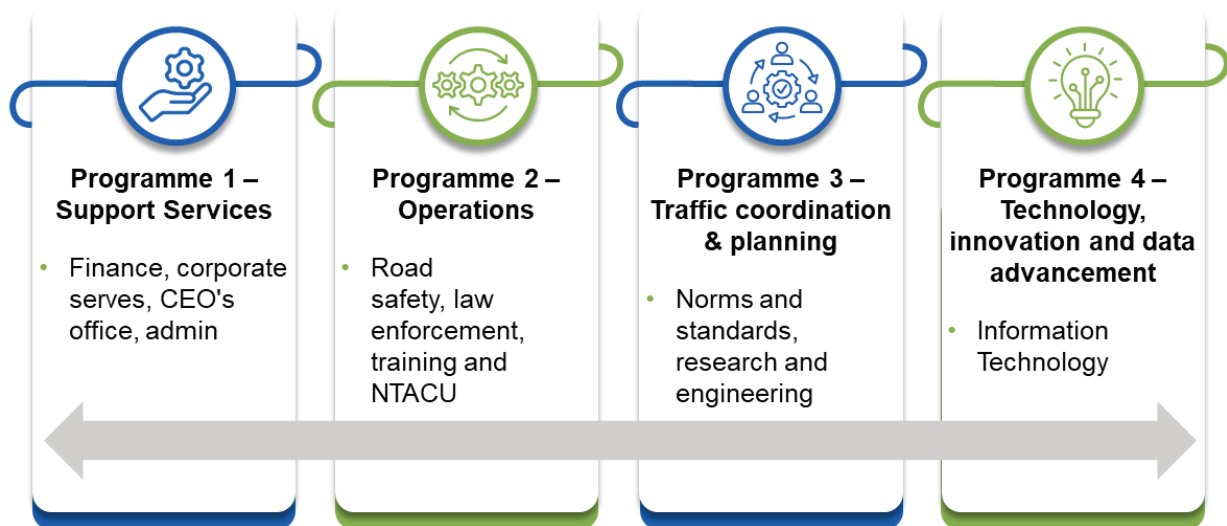 Programme 1 –
Support Services
• Finance, corporate
serves, CEO's
office, admin
Programme 2 –
Operations
• Road
safety, law
enforcement,
training and
NTACU
Programme 3 –
Traffic coordination
& planning
• Norms and
standards,
research and
engineering
Programme 4 –
Technology,
innovation and data
advancement
• Information
Technology